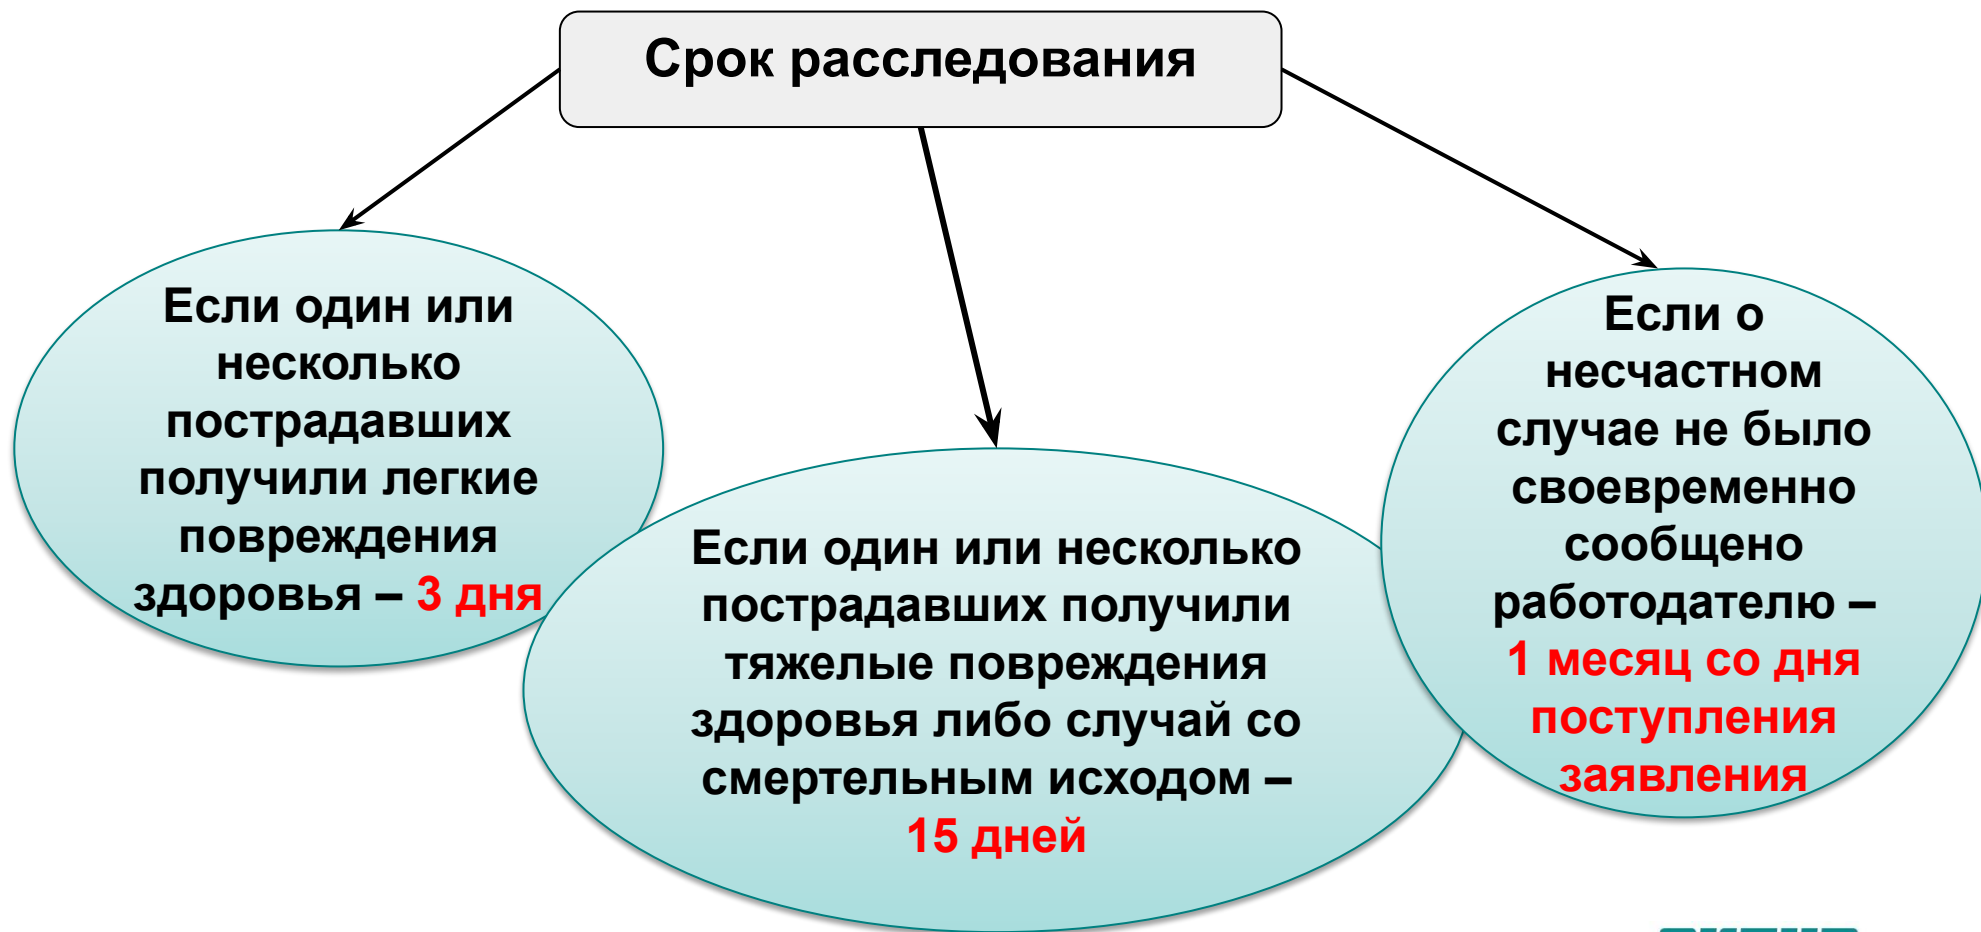 Срок расследования
Если один или
несколько
пострадавших
получили легкие
повреждения
здоровья – 3 дня
Если один или несколько
пострадавших получили
тяжелые повреждения
здоровья либо случай со
смертельным исходом –
15 дней
Если о
несчастном
случае не было
своевременно
сообщено
работодателю –
1 месяц со дня
поступления
заявления